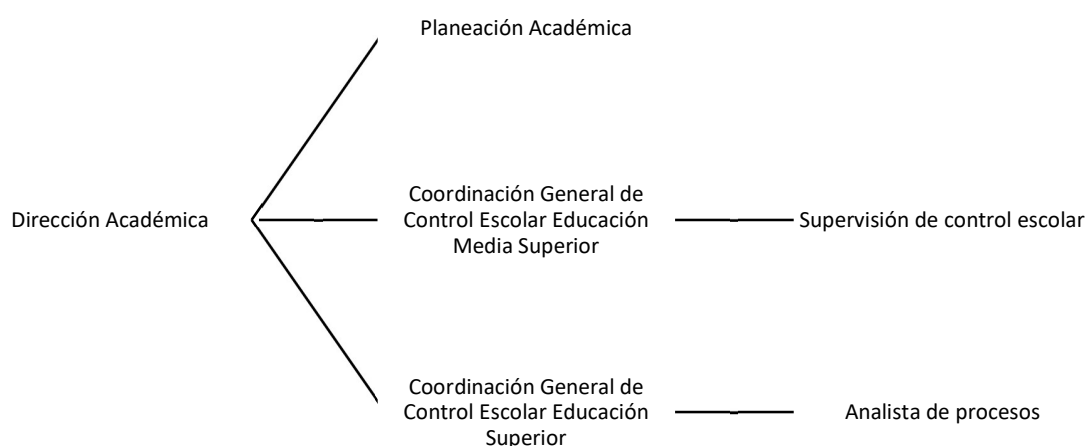 Planeación Académica
Dirección Académica
Coordinación General de
Control Escolar Educación
Media Superior
Supervisión de control escolar
Coordinación General de
Control Escolar Educación
Superior
Analista de procesos